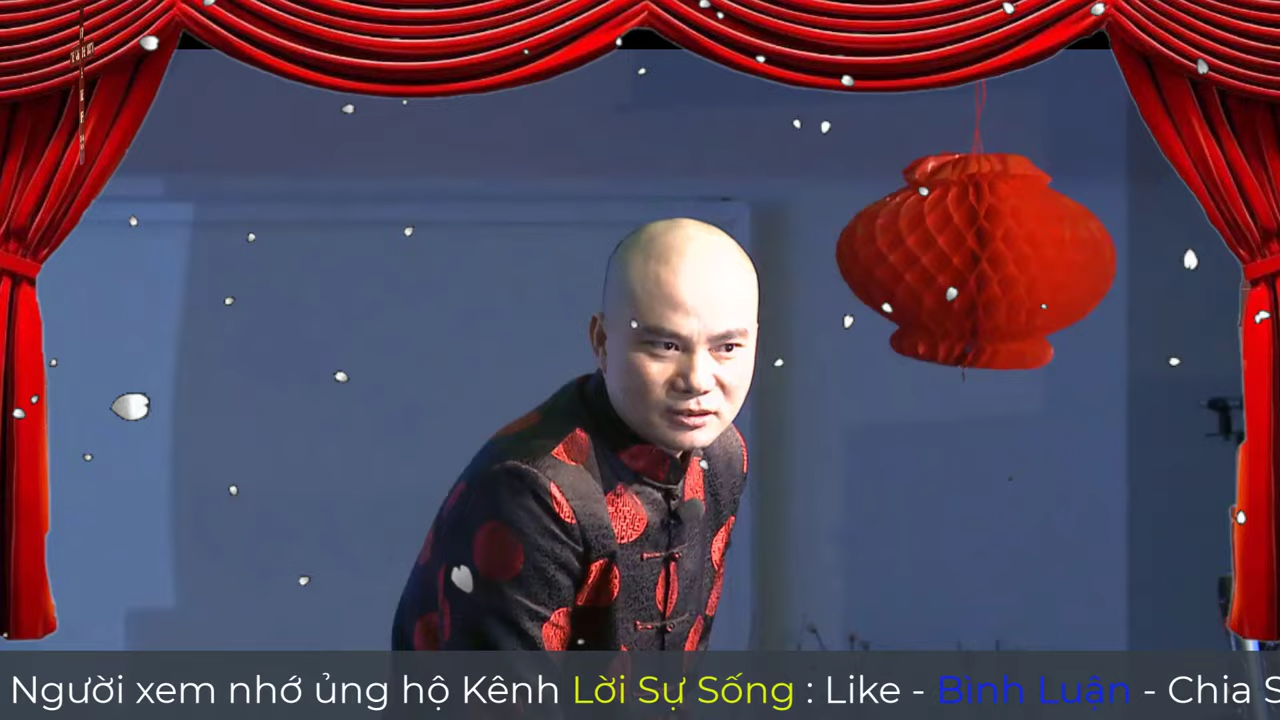 Người xem nhớ ủng hộ Kênh Lời Sự Sống : Like - Bình Luận - Chia S